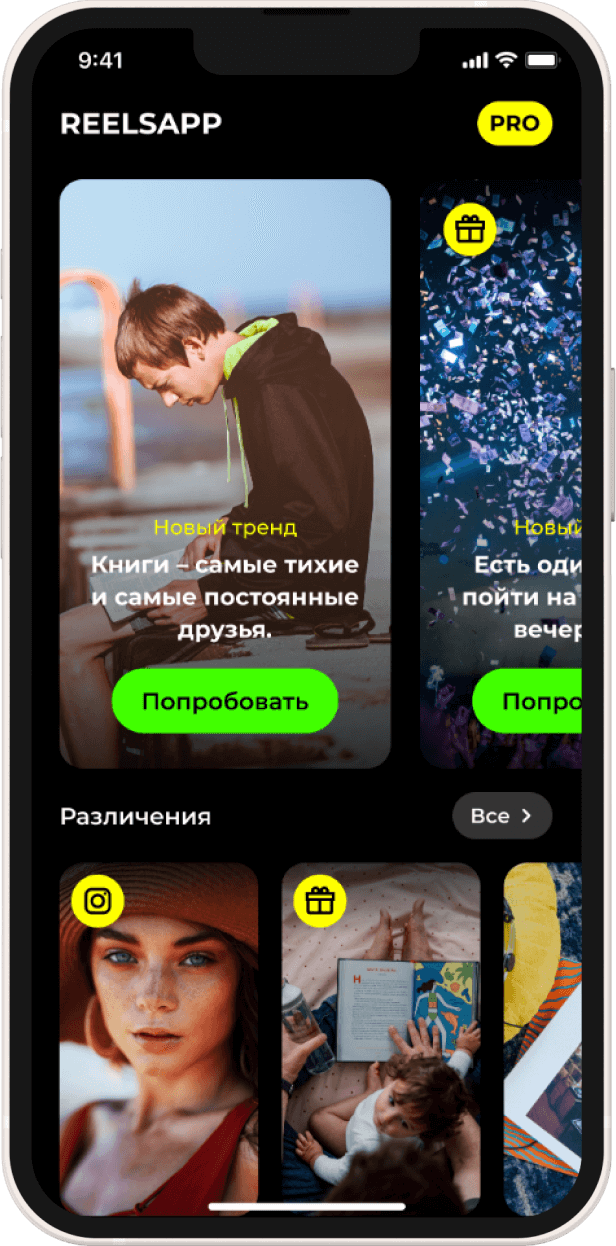 9:41
REELSAPP
PRO
Новый тренд
Книги – самые тихие
и самые постоянные
друзья.
Попробовать
Новый
Есть оди
пойти на
вечер
Попро
Различения
Все